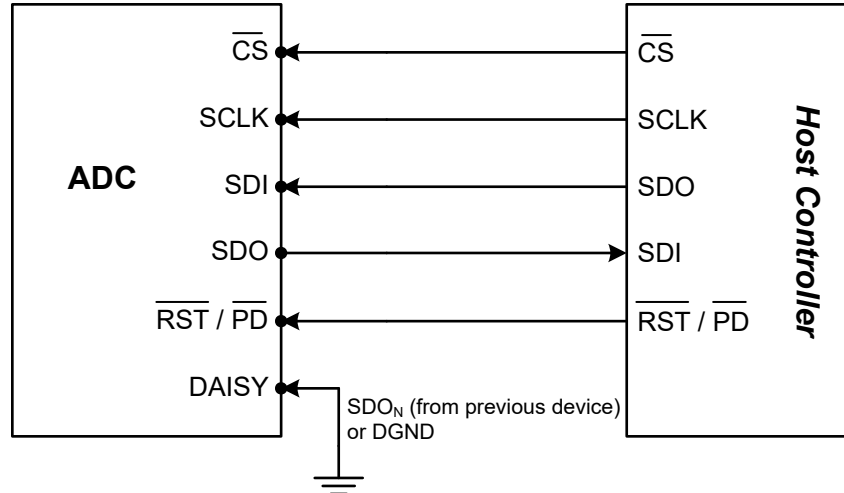 CS CS
SCLK SCLK
ADC
SDI SDO
SDO SDI
RST / PD RST / PD
DAISY
SDON (from previous device)
or DGND
Host Controller